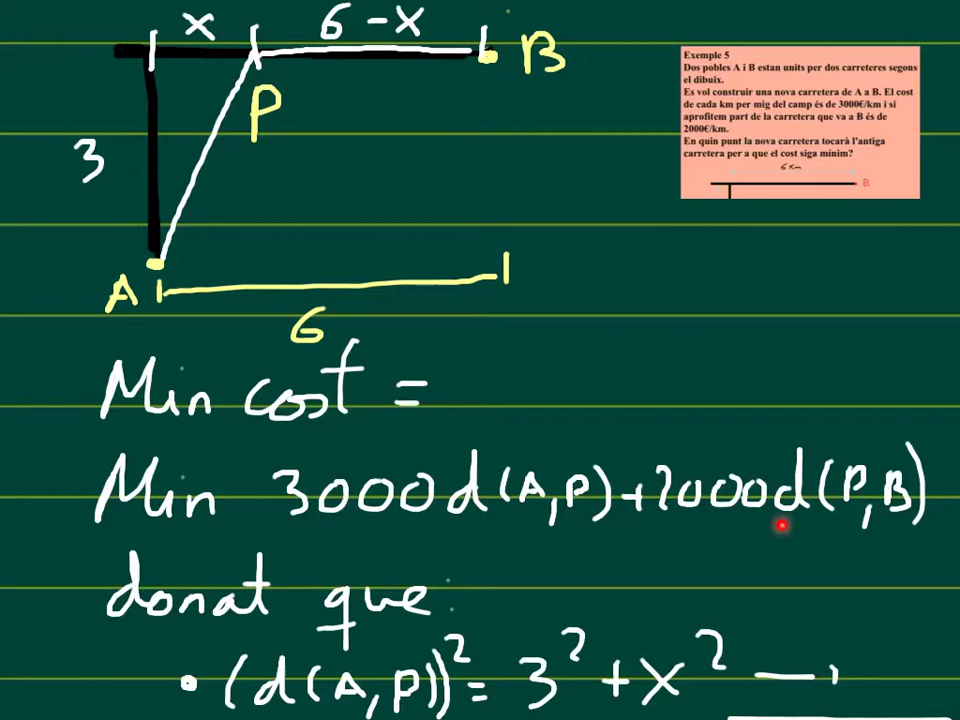 x 6-x
B
P
3
A
6
Exemple 5
Dos pobles A i B estan units per dos carreteres segons
el dibuix.
Es vol construir una nova carretera de A a B. El cost
de cada km per mig del camp és de 3000€/km i si
aprofitem part de la carretera que va a B és de
2000€/km.
En quin punt la nova carretera tocarà l'antiga
carretera per a que el cost siga mínim?
6 Km
B
Min cost =
Min 3000d(A,P)+2000d(P,B)
donat que
• (d(A,P))²= 3²+x²